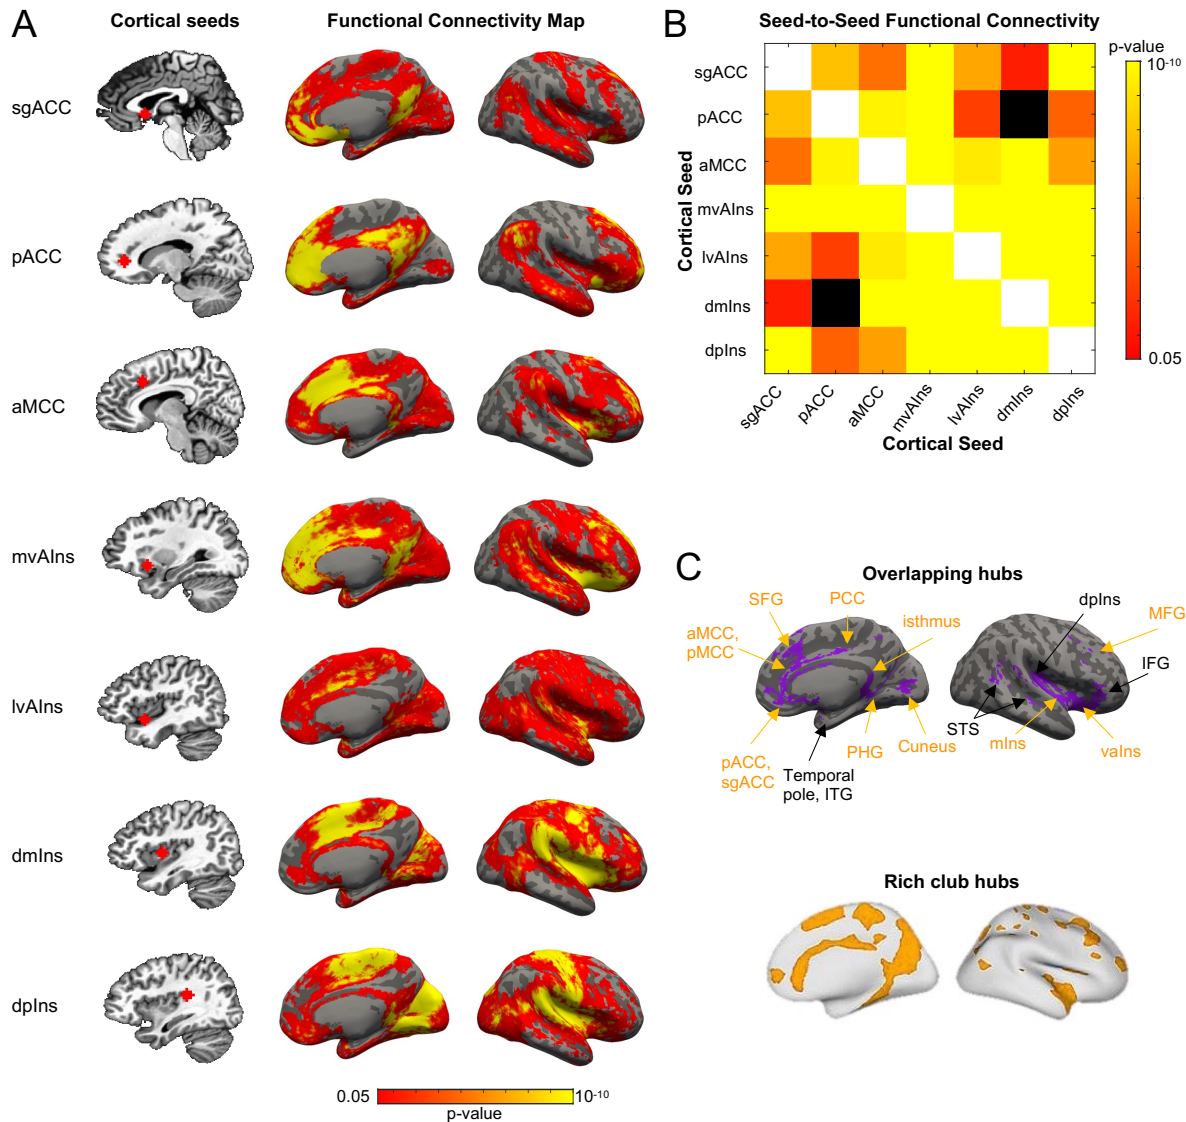 A
Cortical seeds
Functional Connectivity Map
sgACC
pACC
aMCC
mvAIns
lvAIns
dmIns
dpIns
0.05
10-10
p-value
B
Seed-to-Seed Functional Connectivity
p-value
10-10
0.05
Cortical Seed
sgACC
pACC
aMCC
mvAIns
lvAIns
dmIns
dpIns
sgACC
pACC
aMCC
mvAIns
lvAIns
dmIns
dpIns
Cortical Seed
C
Overlapping hubs
SFG
PCC
isthmus
aMCC,
pMCC
pACC,
sgACC
Temporal
pole, ITG
PHG
Cuneus
dpIns
MFG
IFG
STS
mIns
vaIns
Rich club hubs